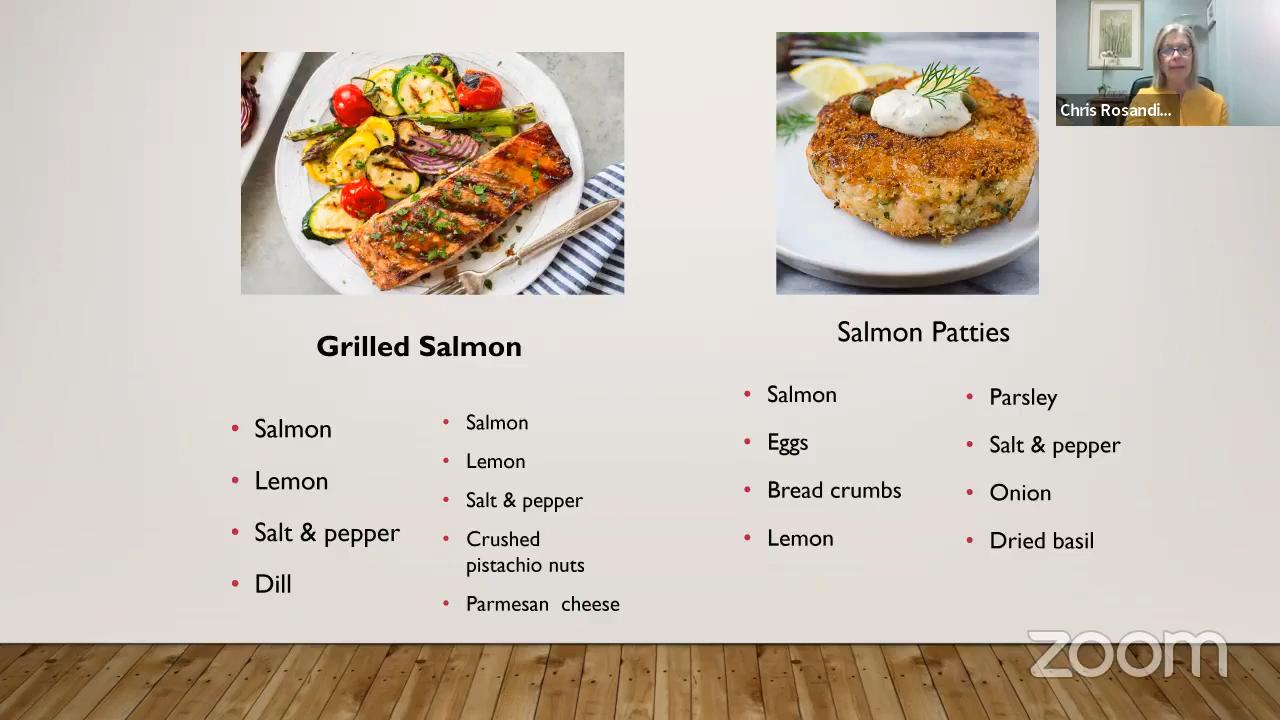 Chris Rosandi...
Grilled Salmon
• Salmon
• Lemon
• Salt & pepper
• Dill
• Salmon
• Lemon
• Salt & pepper
• Crushed
pistachio nuts
• Parmesan cheese
Salmon Patties
• Salmon
• Eggs
• Bread crumbs
• Lemon
• Parsley
• Salt & pepper
• Onion
• Dried basil
zoom